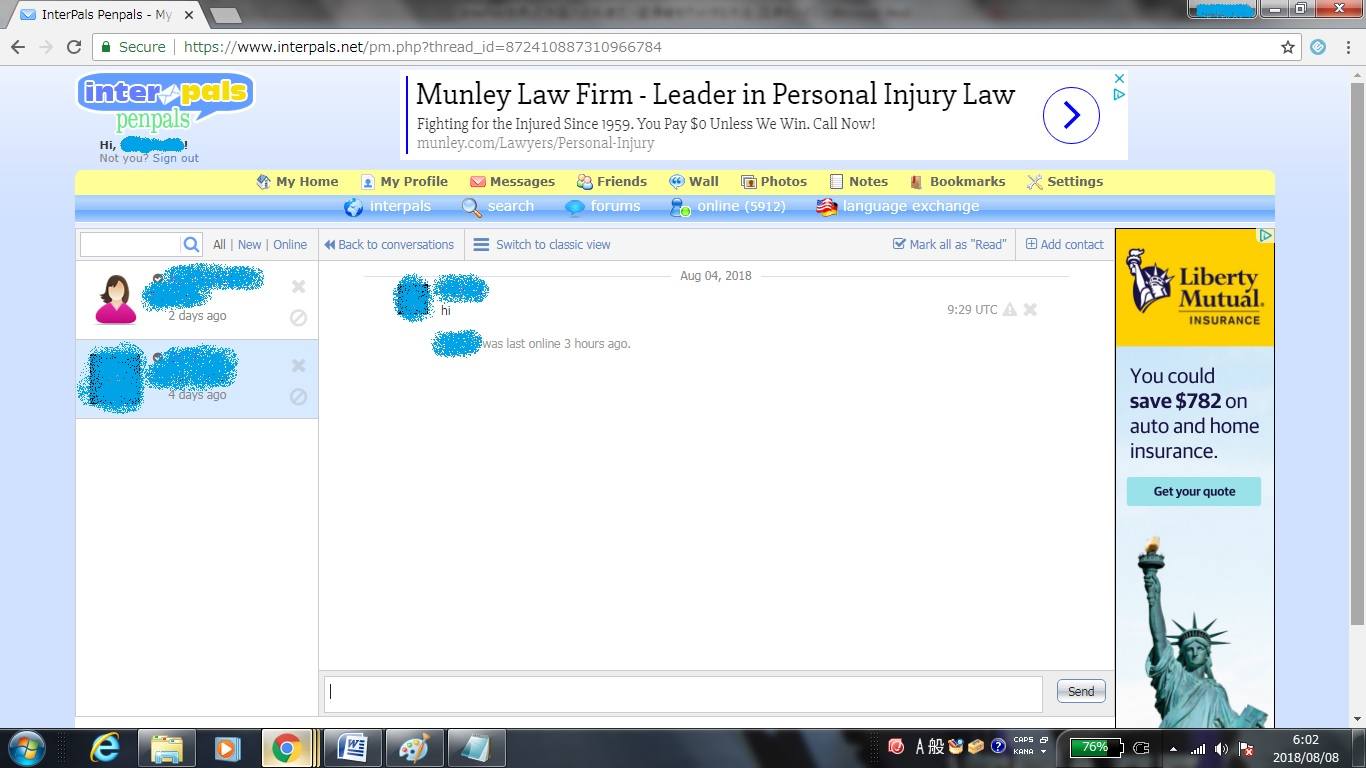 InterPals Penpals - My
Secure https://www.interpals.net/pm.php?thread_id=872410887310966784
interpals
penpals
Hi, !
Not you? Sign out
Munley Law Firm - Leader in Personal Injury Law
Fighting for the Injured Since 1959. You Pay $0 Unless We Win. Call Now!
munley.com/Lawyers/Personal-Injury
My Home My Profile Messages Friends Wall Photos Notes Bookmarks Settings
interpals search forums online (5912) language exchange
All | New | Online
Back to conversations Switch to classic view Mark all as "Read" Add contact
2 days ago
4 days ago
Aug 04, 2018
hi 9:29 UTC
was last online 3 hours ago.
Send
Liberty
Mutual.
INSURANCE
You could
save $782 on
auto and home
insurance.
Get your quote
A 般 CAPS KANA 76% 6:02
2018/08/08